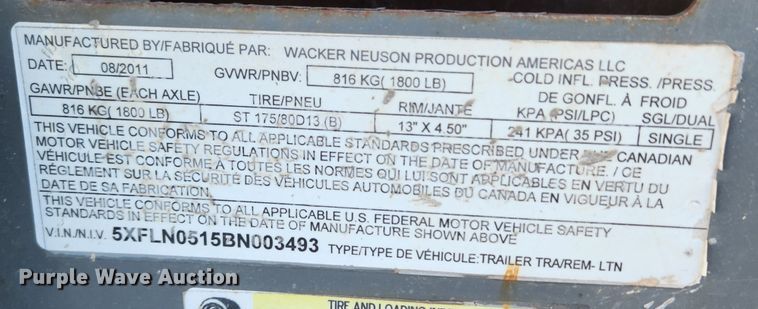 MANUFACTURED BY/FABRIQUÉ PAR: WACKER NEUSON PRODUCTION AMERICAS LLC
DATE: 08/2011 GVWR/PNBV: 816 KG( 1800 LB) COLD INFL. PRESS. /PRESS.
DE GONFL. À FROID
GAWR/PNBE (EACH AXLE) TIRE/PNEU RIM/JANTE KPA (PSI/LPC) SGL/DUAL
816 KG( 1800 LB) ST 175/80D13 (B) 13" X 4.50" 241 KPA( 35 PSI) SINGLE
THIS VEHICLE CONFORMS TO ALL APPLICABLE STANDARDS PRESCRIBED UNDER CANADIAN
MOTOR VEHICLE SAFETY REGULATIONS IN EFFECT ON THE DATE OF MANUFACTURE. / CE
VÉHICULE EST CONFORME À TOUTES LES NORMES QUI LUI SONT APPLICABLES EN VERTU DU
RÉGLEMENT SUR LA SÉCURITÉ DES VÉHICULES AUTOMOBILES DU CANADA EN VIGUEUR À LA
DATE DE SA FABRICATION.
THIS VEHICLE CONFORMS TO ALL APPLICABLE U.S. FEDERAL MOTOR VEHICLE SAFETY
STANDARDS IN EFFECT ON THE DATE OF MANUFACTURE SHOWN ABOVE
V.I.N./N.I.V. 5XFLN0515BN003493 TYPE/TYPE DE VÉHICULE:TRAILER TRA/REM- LTN
Purple Wave Auction
TIRE AND LOADING